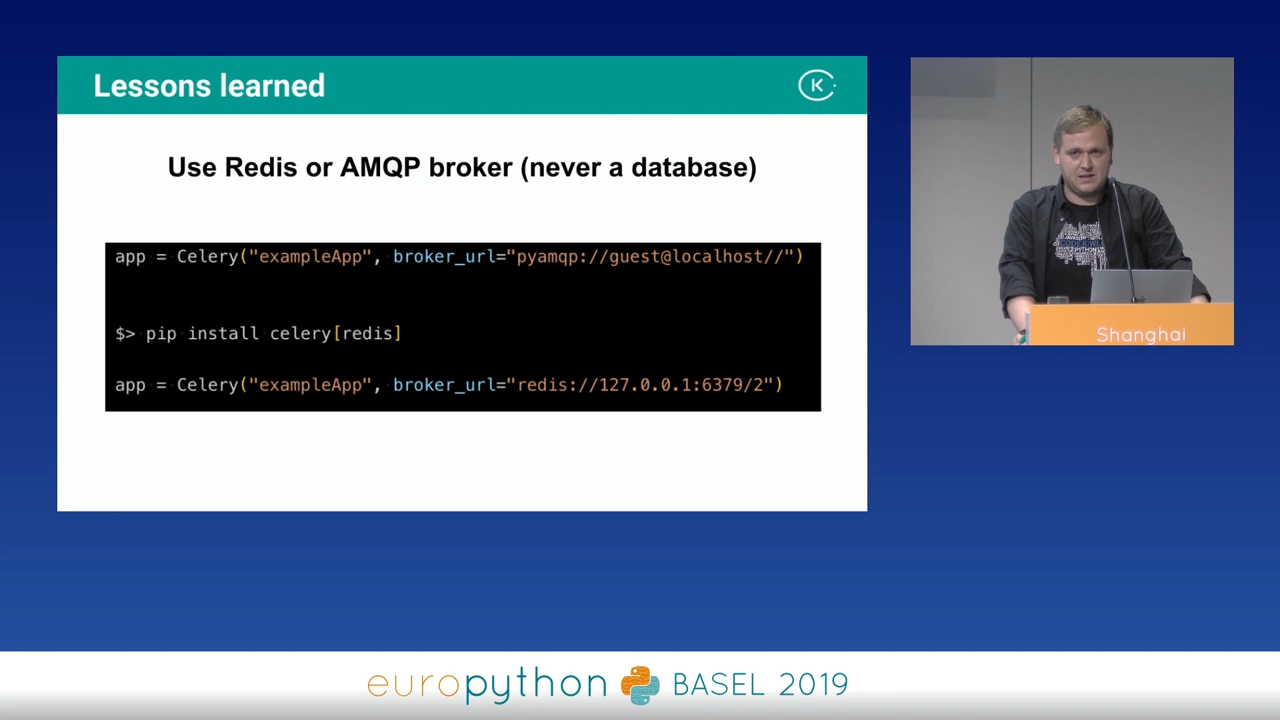 Lessons learned
K
Use Redis or AMQP broker (never a database)
app = Celery("exampleApp", broker_url="pyamqp://guest@localhost//")
$> pip install celery[redis]
app = Celery("exampleApp", broker_url="redis://127.0.0.1:6379/2")
Shanghai
europython BASEL 2019